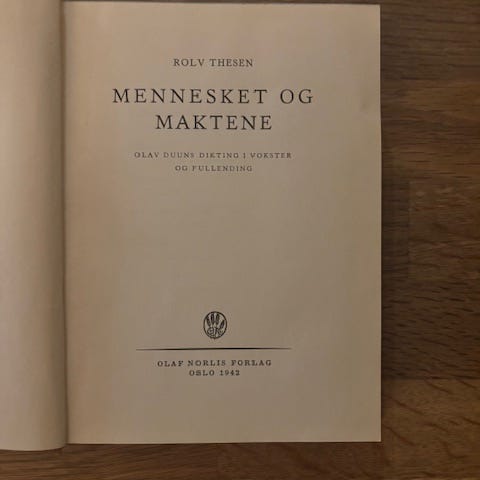 ROLV THESEN
MENNESKET OG
MAKTENE
OLAV DUUNS DIKTING I VOKSTER
OG FULLENDING
OLAF NORLIS FORLAG
OSLO 1942